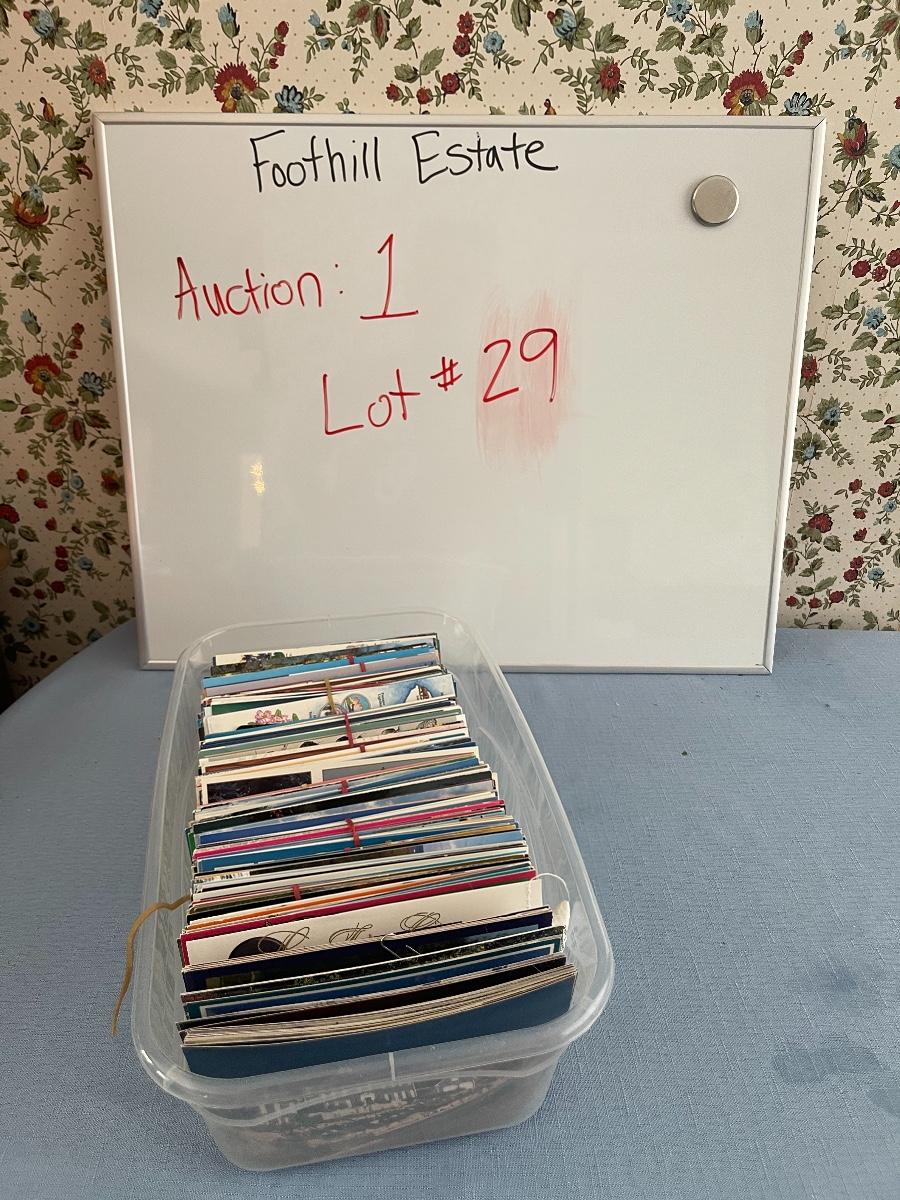 Foothill Estate
Auction: 1
Lot # 29